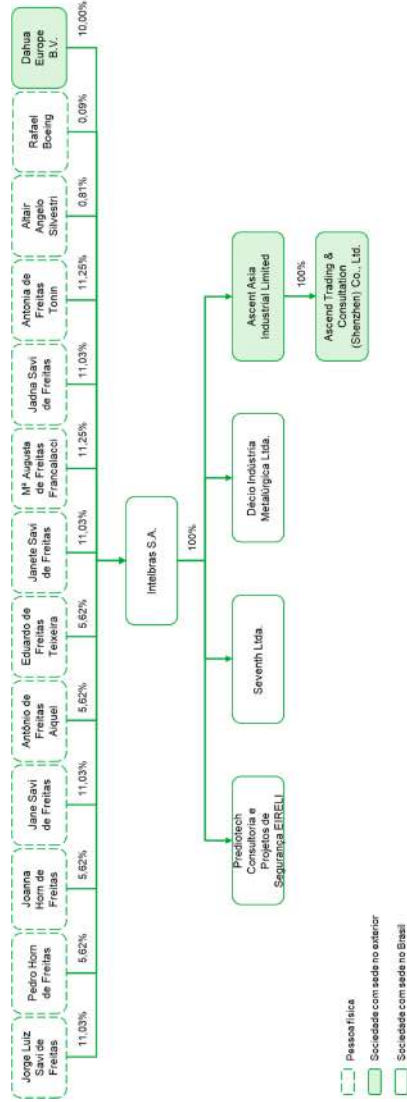 Jorge Luiz
Savi de
Freitas
Pedro Horn
de Freitas
Joanna
Horn de
Freitas
Jane Savi
de Freitas
Antônio de
Freitas
Aiquel
Eduardo de
Freitas
Teixeira
Janete Savi
de Freitas
Mª Augusta
de Freitas
Francalacci
Jadna Savi
de Freitas
Antonia de
Freitas
Tonin
Altair
Angelo
Silvestri
Rafael
Boeing
Dahua
Europe
B.V.
11,03%
5,62%
5,62%
11,03%
5,62%
5,62%
11,03%
11,25%
11,03%
11,25%
0,81%
0,09%
10,00%
Intelbras S.A.
100%
Prediotech
Consultoria e
Projetos de
Segurança EIRELI
Seventh Ltda.
Décio Indústria
Metalúrgica Ltda.
Ascent Asia
Industrial Limited
100%
Ascend Trading &
Consultation
(Shenzhen) Co., Ltd.
Pessoa física
Sociedade com sede no exterior
Sociedade com sede no Brasil